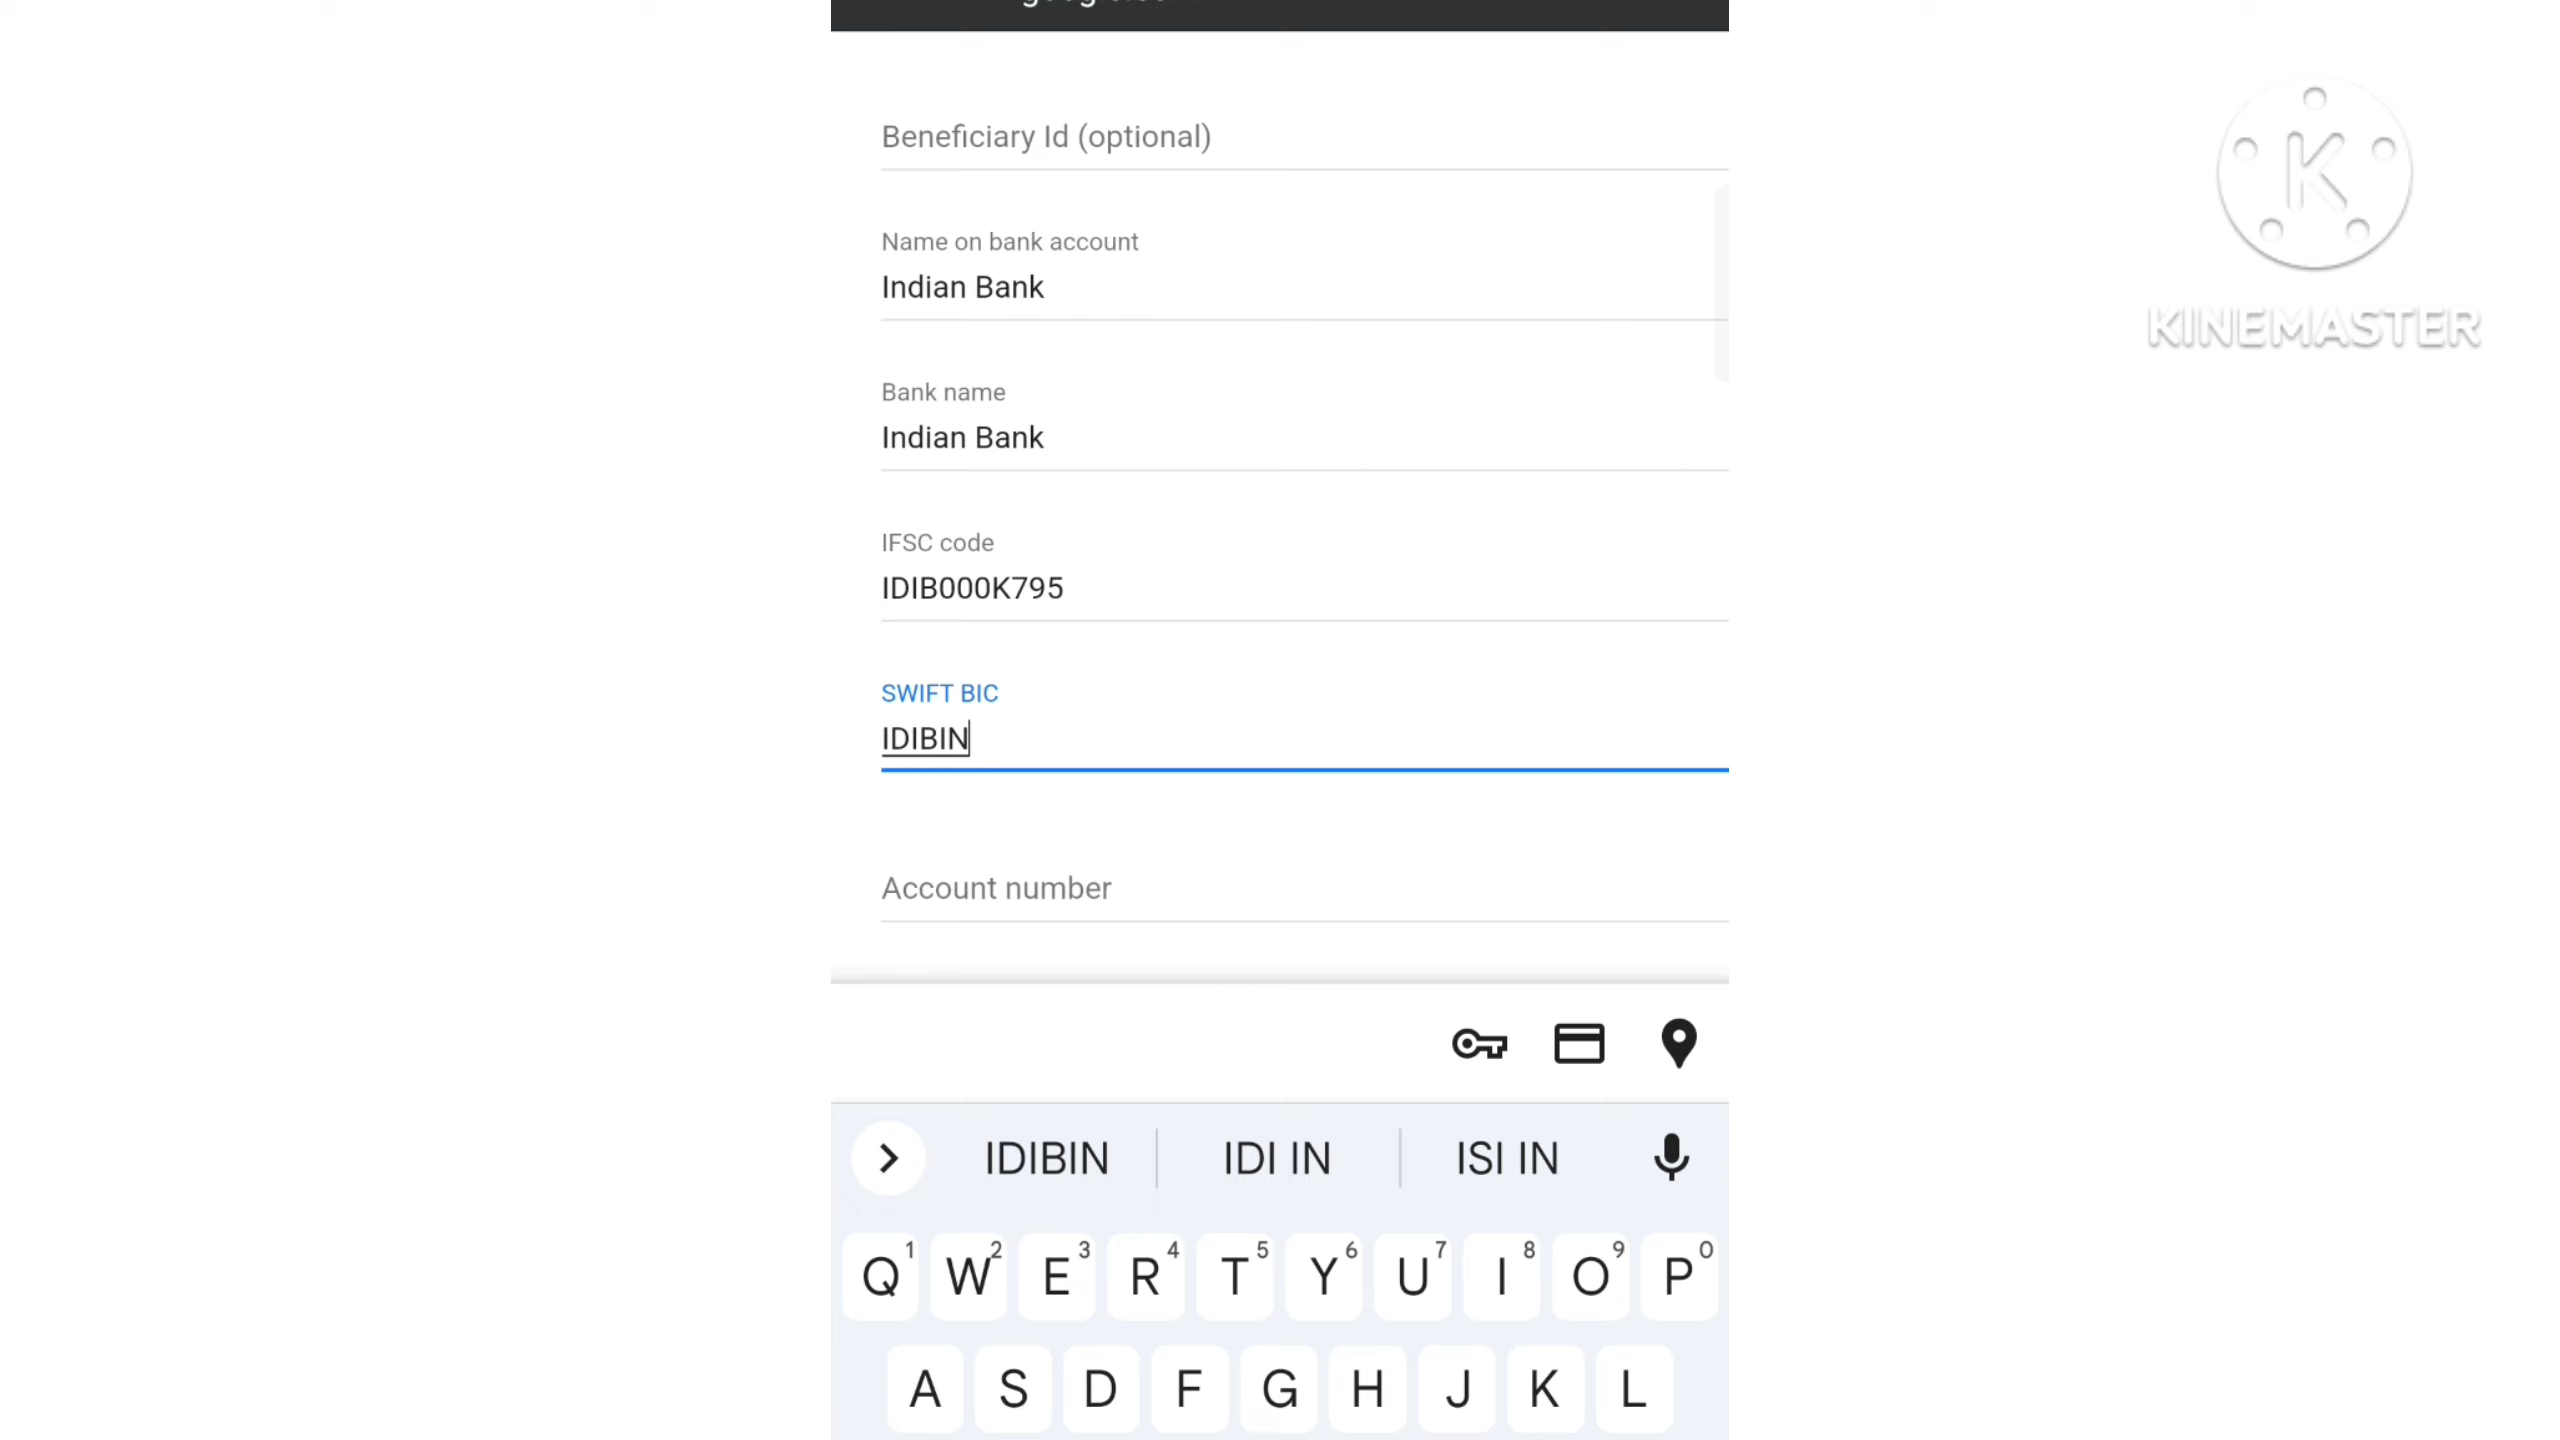 Beneficiary Id (optional)
Name on bank account
Indian Bank
Bank name
Indian Bank
IFSC code
IDIB000K795
SWIFT BIC
IDIBIN
Account number
IDIBIN IDI IN ISI IN
Q1 W2 E3 R4 T5 Y6 U7 I8 O9 P0
A S D F G H J K L
K
KINEMASTER